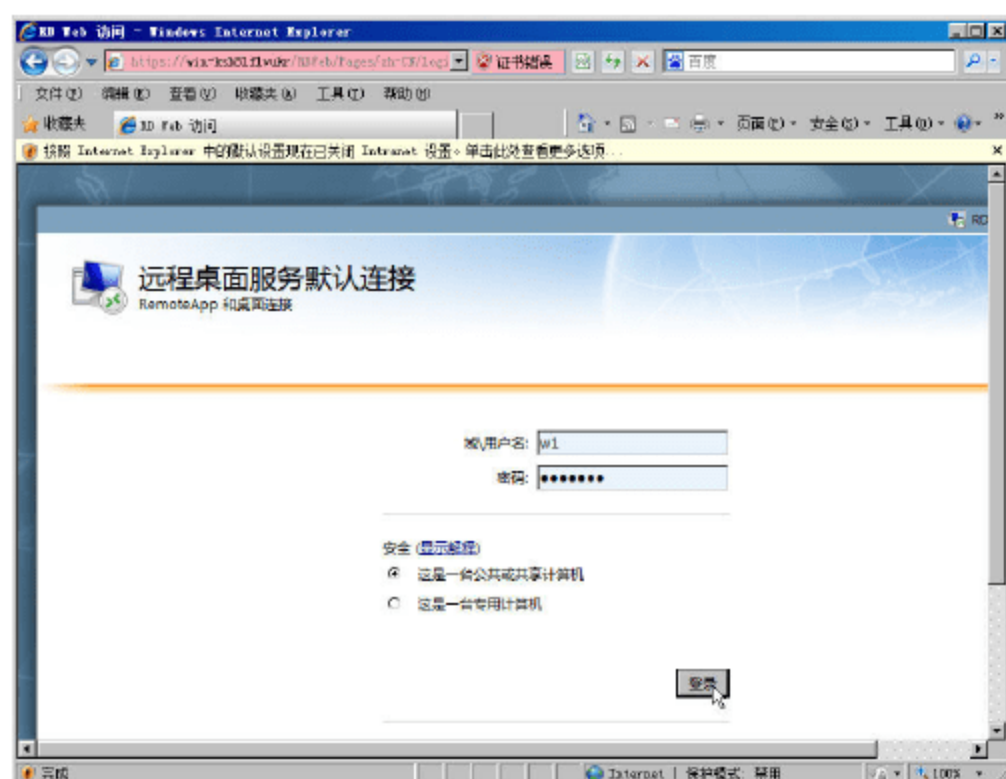 RD Web 访问 - Windows Internet Explorer
证书错误
百度
文件(F) 编辑(E) 查看(V) 收藏夹(A) 工具(T) 帮助(H)
收藏夹 RD Web 访问 页面(P) 安全(S) 工具(O) »
按照 Internet Explorer 中的默认设置现在已关闭 Intranet 设置。单击此处查看更多选项...
RD
远程桌面服务默认连接
RemoteApp 和桌面连接
域\用户名: w1
密码: •••••••
安全 (显示解释)
这是一台公共或共享计算机
这是一台专用计算机
登录
完成 Internet | 保护模式: 禁用 100%